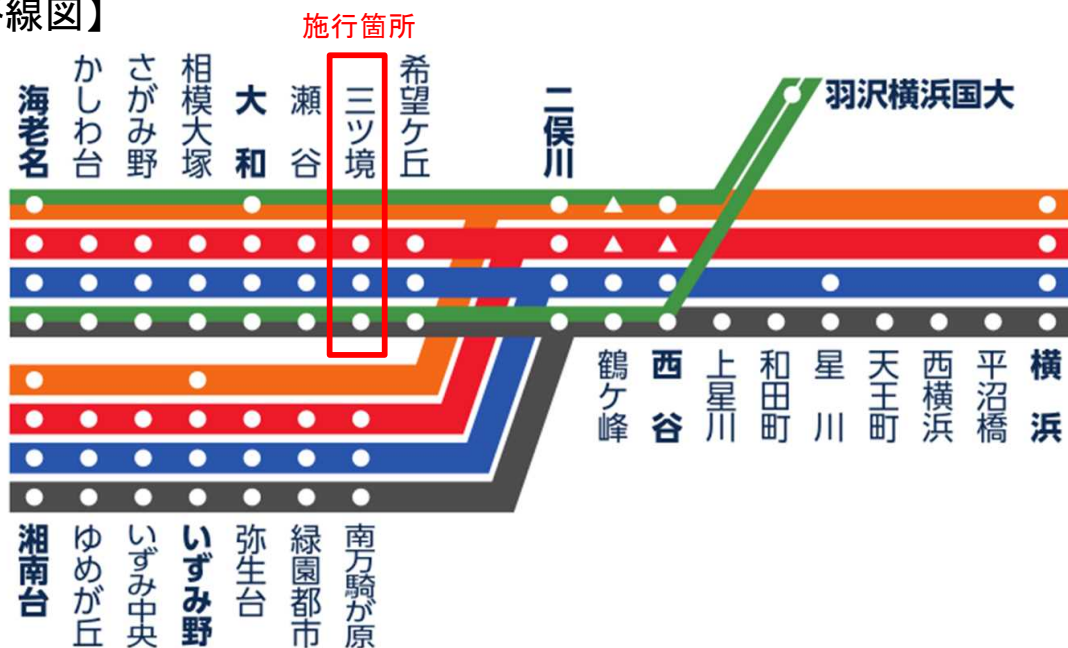 各線図】
施行箇所
海老名
かしわ台
さがみ野
相模大塚
大和
瀬谷
三ツ境
希望ケ丘
二俣川
羽沢横浜国大
鶴ケ峰
西谷
上星川
和田町
星川
天王町
西横浜
平沼橋
横浜
湘南台
ゆめが丘
いずみ中央
いずみ野
弥生台
緑園都市
南万騎が原